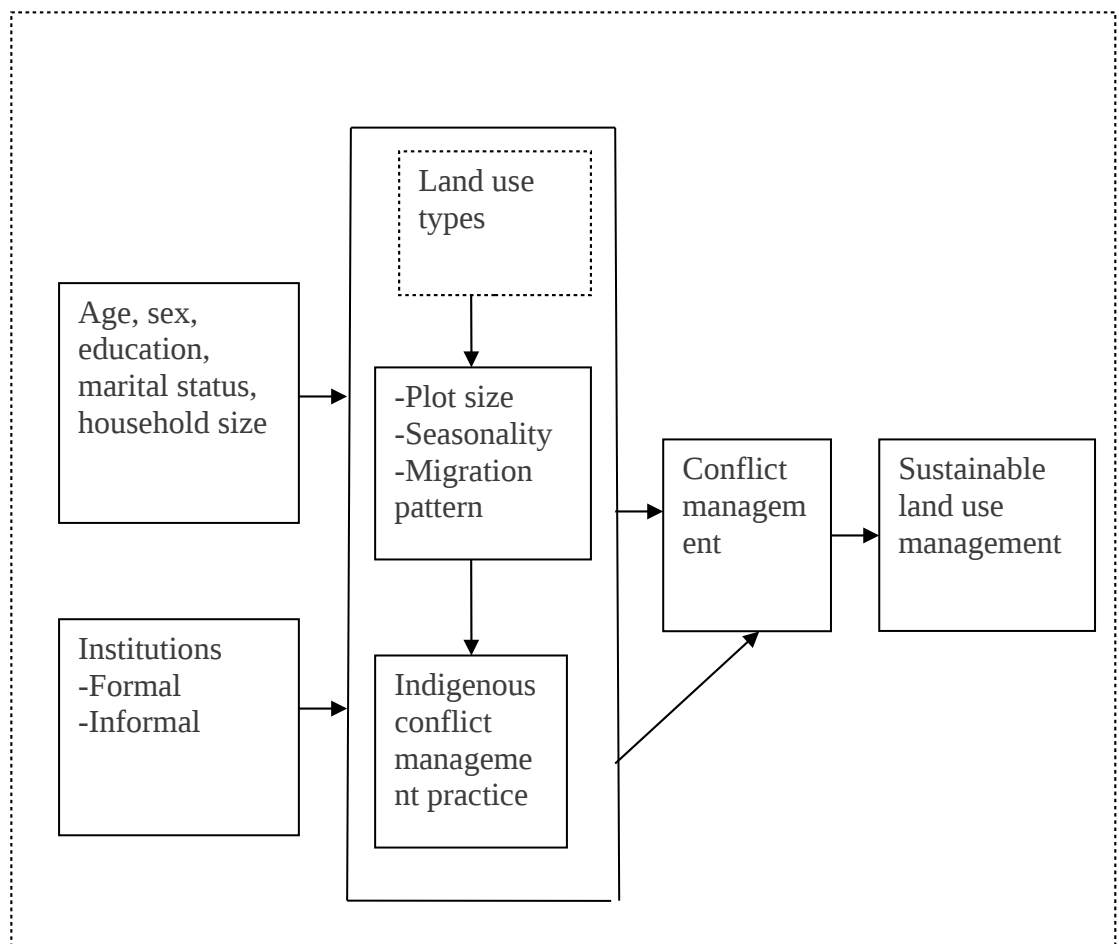 Land use
types
Age, sex,
education,
marital status,
household size
-Plot size
-Seasonality
-Migration
pattern
Conflict
managem
ent
Sustainable
land use
management
Institutions
-Formal
-Informal
Indigenous
conflict
manageme
nt practice